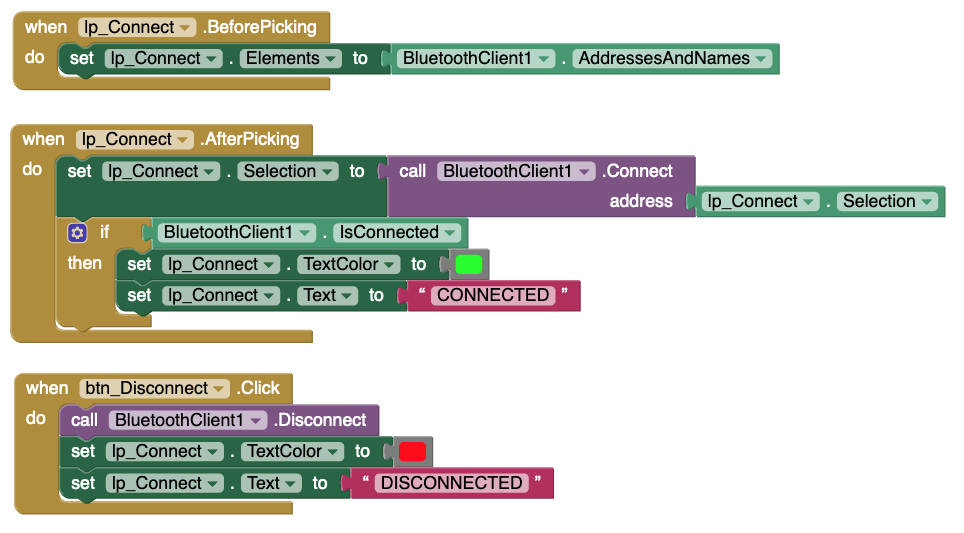 when lp_Connect .BeforePicking
do set lp_Connect . Elements to BluetoothClient1 . AddressesAndNames
when lp_Connect .AfterPicking
do set lp_Connect . Selection to call BluetoothClient1 .Connect
address lp_Connect . Selection
if BluetoothClient1 . IsConnected
then set lp_Connect . TextColor to
set lp_Connect . Text to “ CONNECTED ”
when btn_Disconnect .Click
do call BluetoothClient1 .Disconnect
set lp_Connect . TextColor to
set lp_Connect . Text to “ DISCONNECTED ”